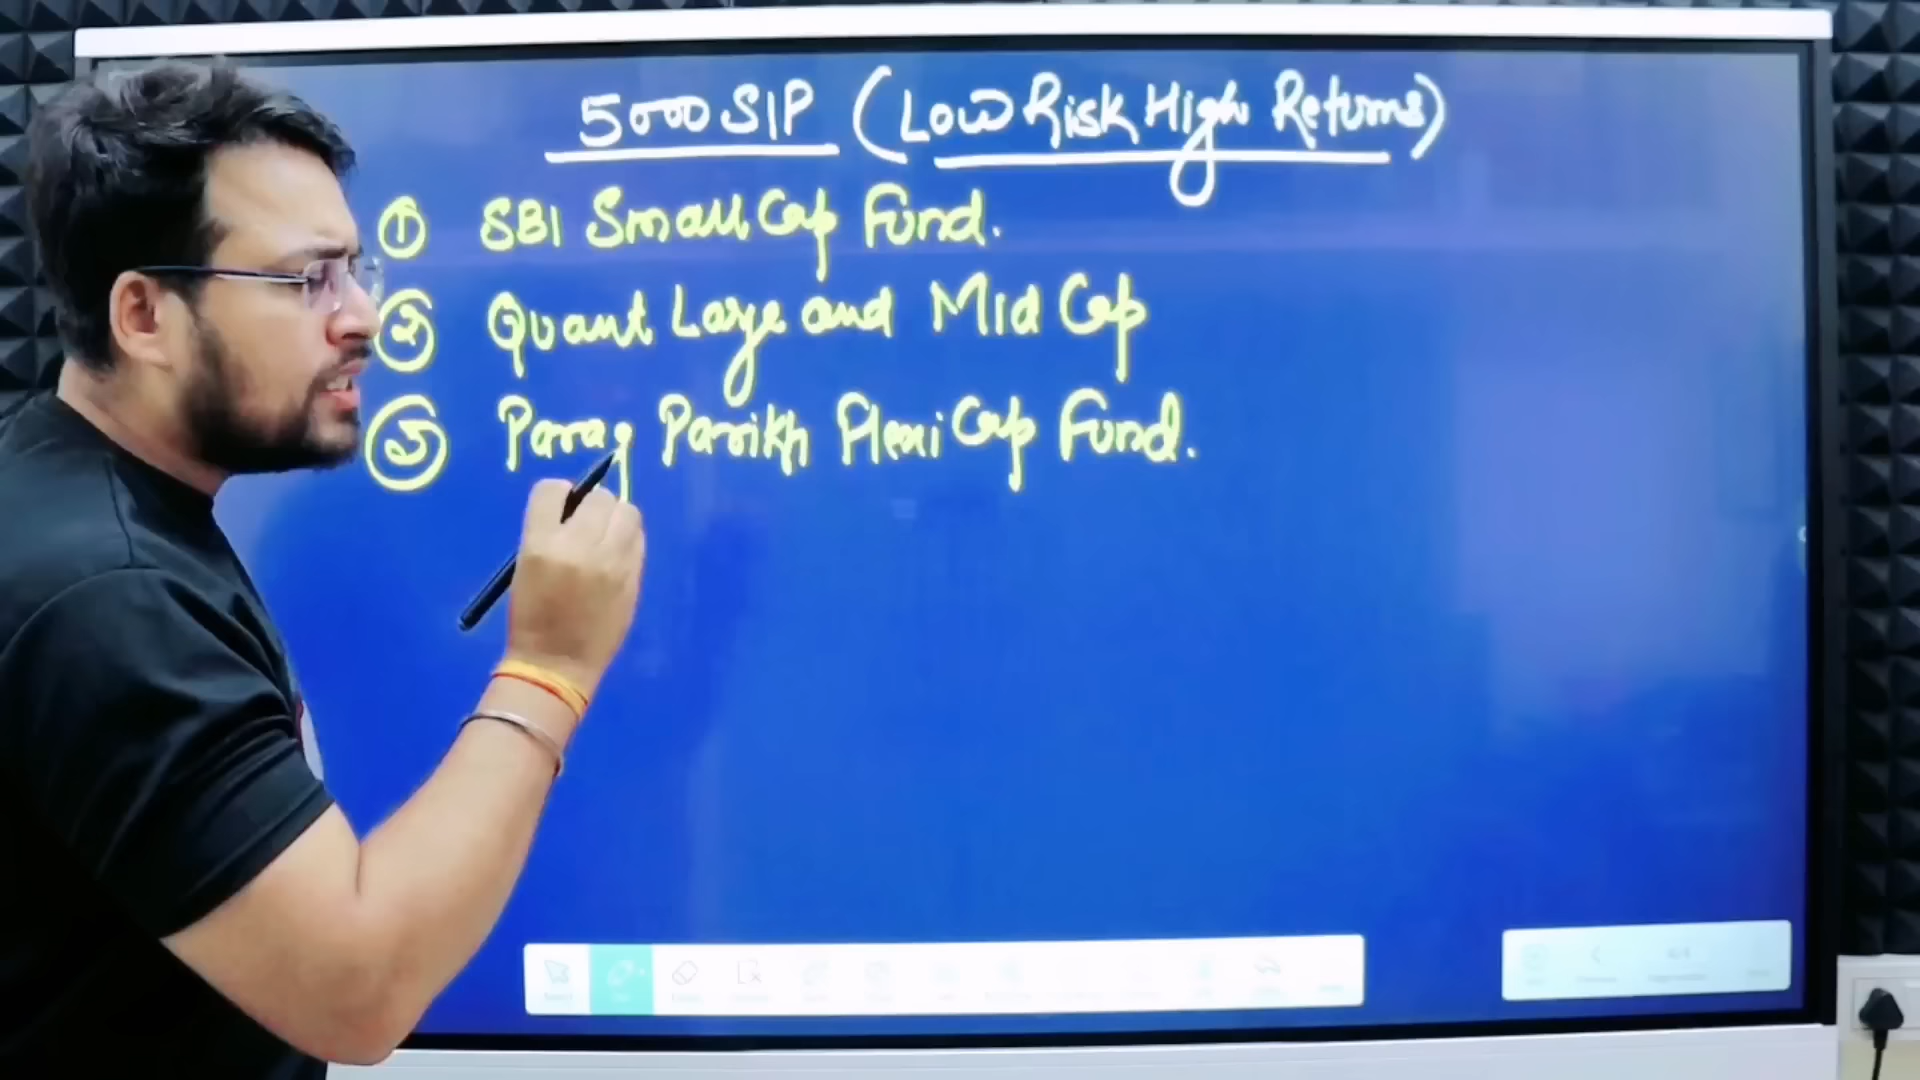 5000 SIP (Low Risk High Returns)
① SBI Small Cap Fund.
② Quant Large and Mid Cap
③ Parag Parikh Flexi Cap Fund.